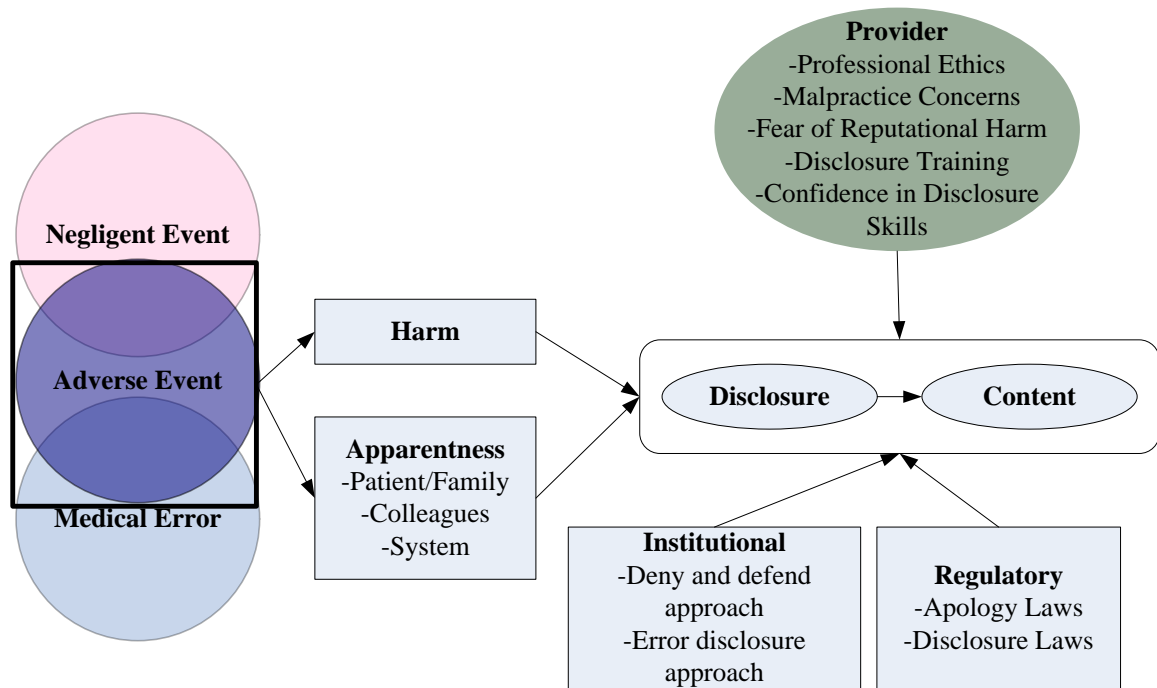 Provider
-Professional Ethics
-Malpractice Concerns
-Fear of Reputational Harm
-Disclosure Training
-Confidence in Disclosure
Skills
Negligent Event
Adverse Event
Medical Error
Harm
Apparentness
-Patient/Family
-Colleagues
-System
Disclosure
Content
Institutional
-Deny and defend
approach
-Error disclosure
approach
Regulatory
-Apology Laws
-Disclosure Laws